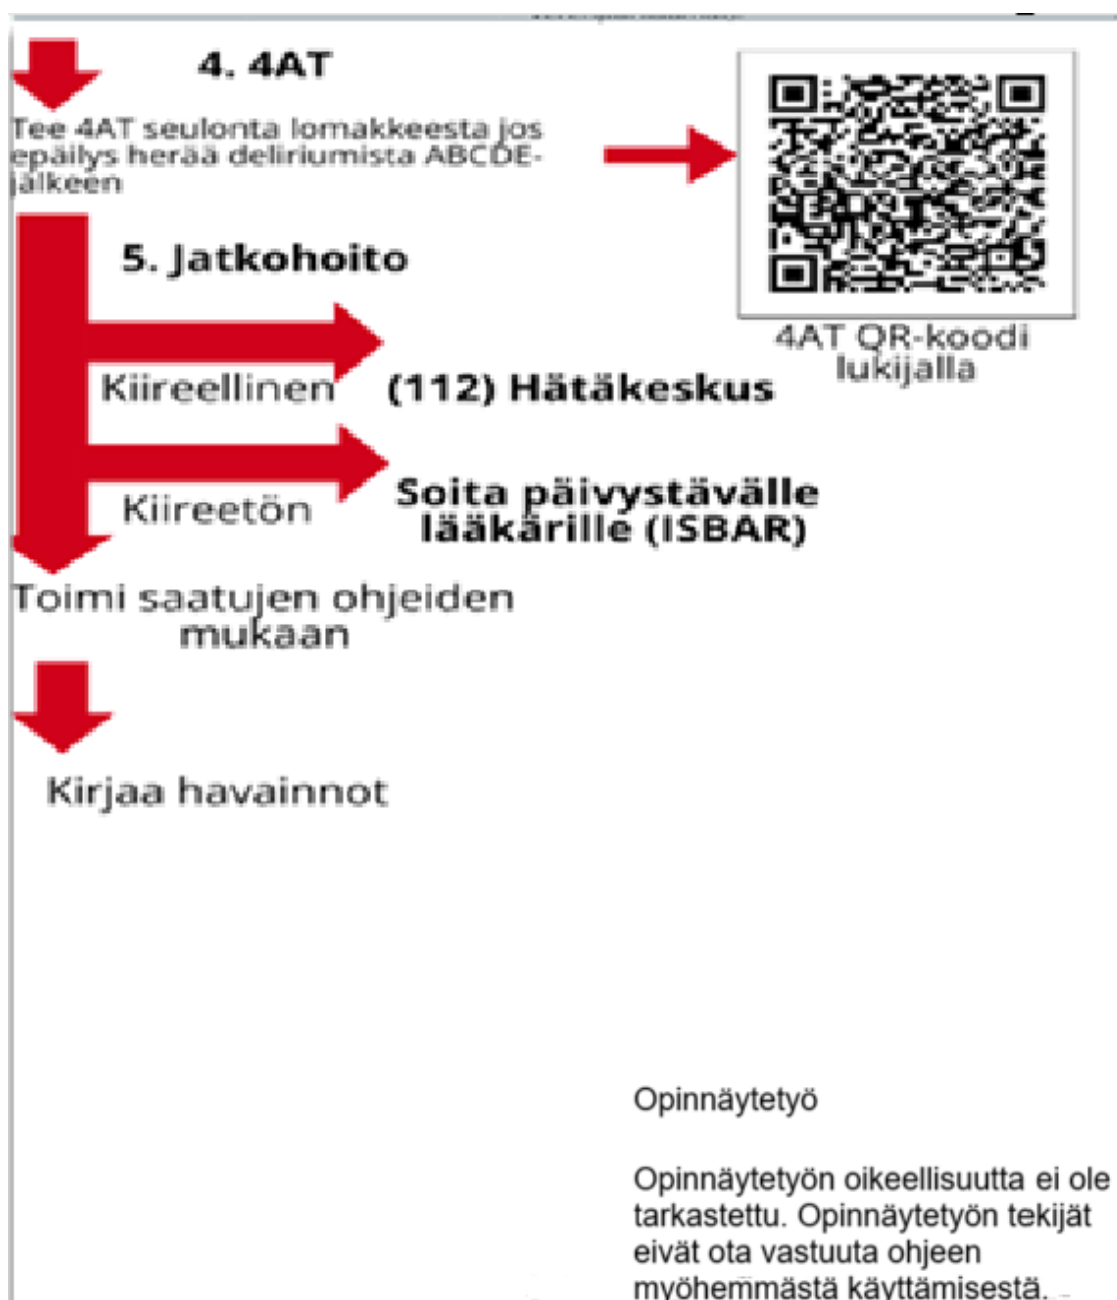 4. 4AT
Tee 4AT seulonta lomakkeesta jos
epäilys herää deliriumista ABCDE-
jälkeen
4AT QR-koodi
lukijalla
5. Jatkohoito
Kiireellinen
(112) Hätäkeskus
Kiireetön
Soita päivystävälle
lääkärille (ISBAR)
Toimi saatujen ohjeiden
mukaan
Kirjaa havainnot
Opinnäytetyö
Opinnäytetyön oikeellisuutta ei ole
tarkastettu. Opinnäytetyön tekijät
eivät ota vastuuta ohjeen
myöhemmästä käyttämisestä.